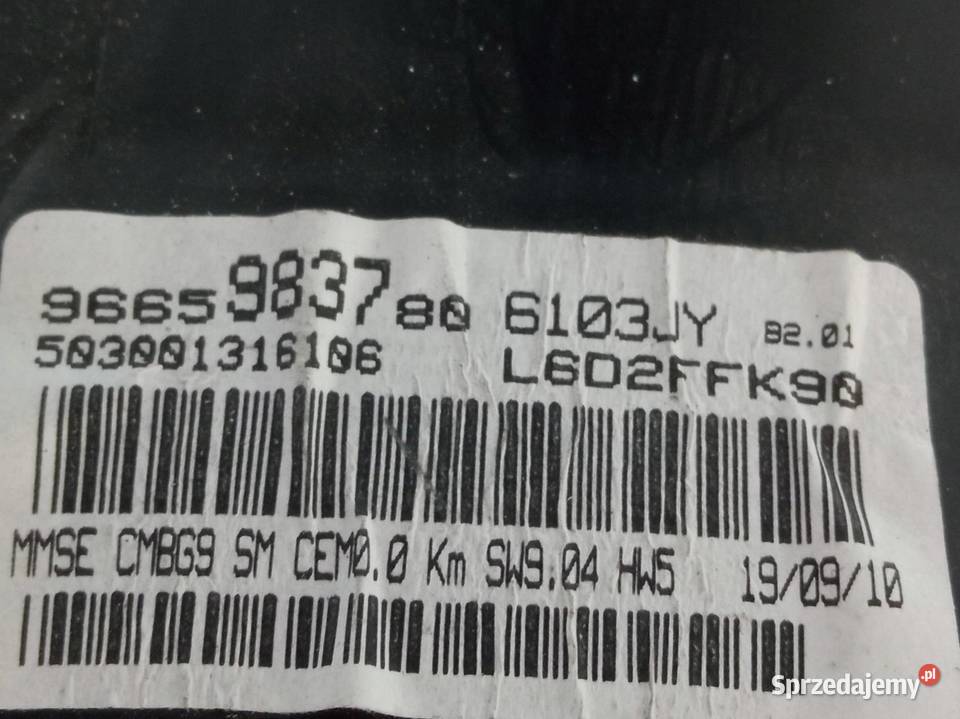 9665983780 6103JY 82.01
503001316106 L6D2FFK90
MMSE CMBG9 SM CEM0.0 Km SW9.04 HW5 19/09/10
Sprzedajemy.pl